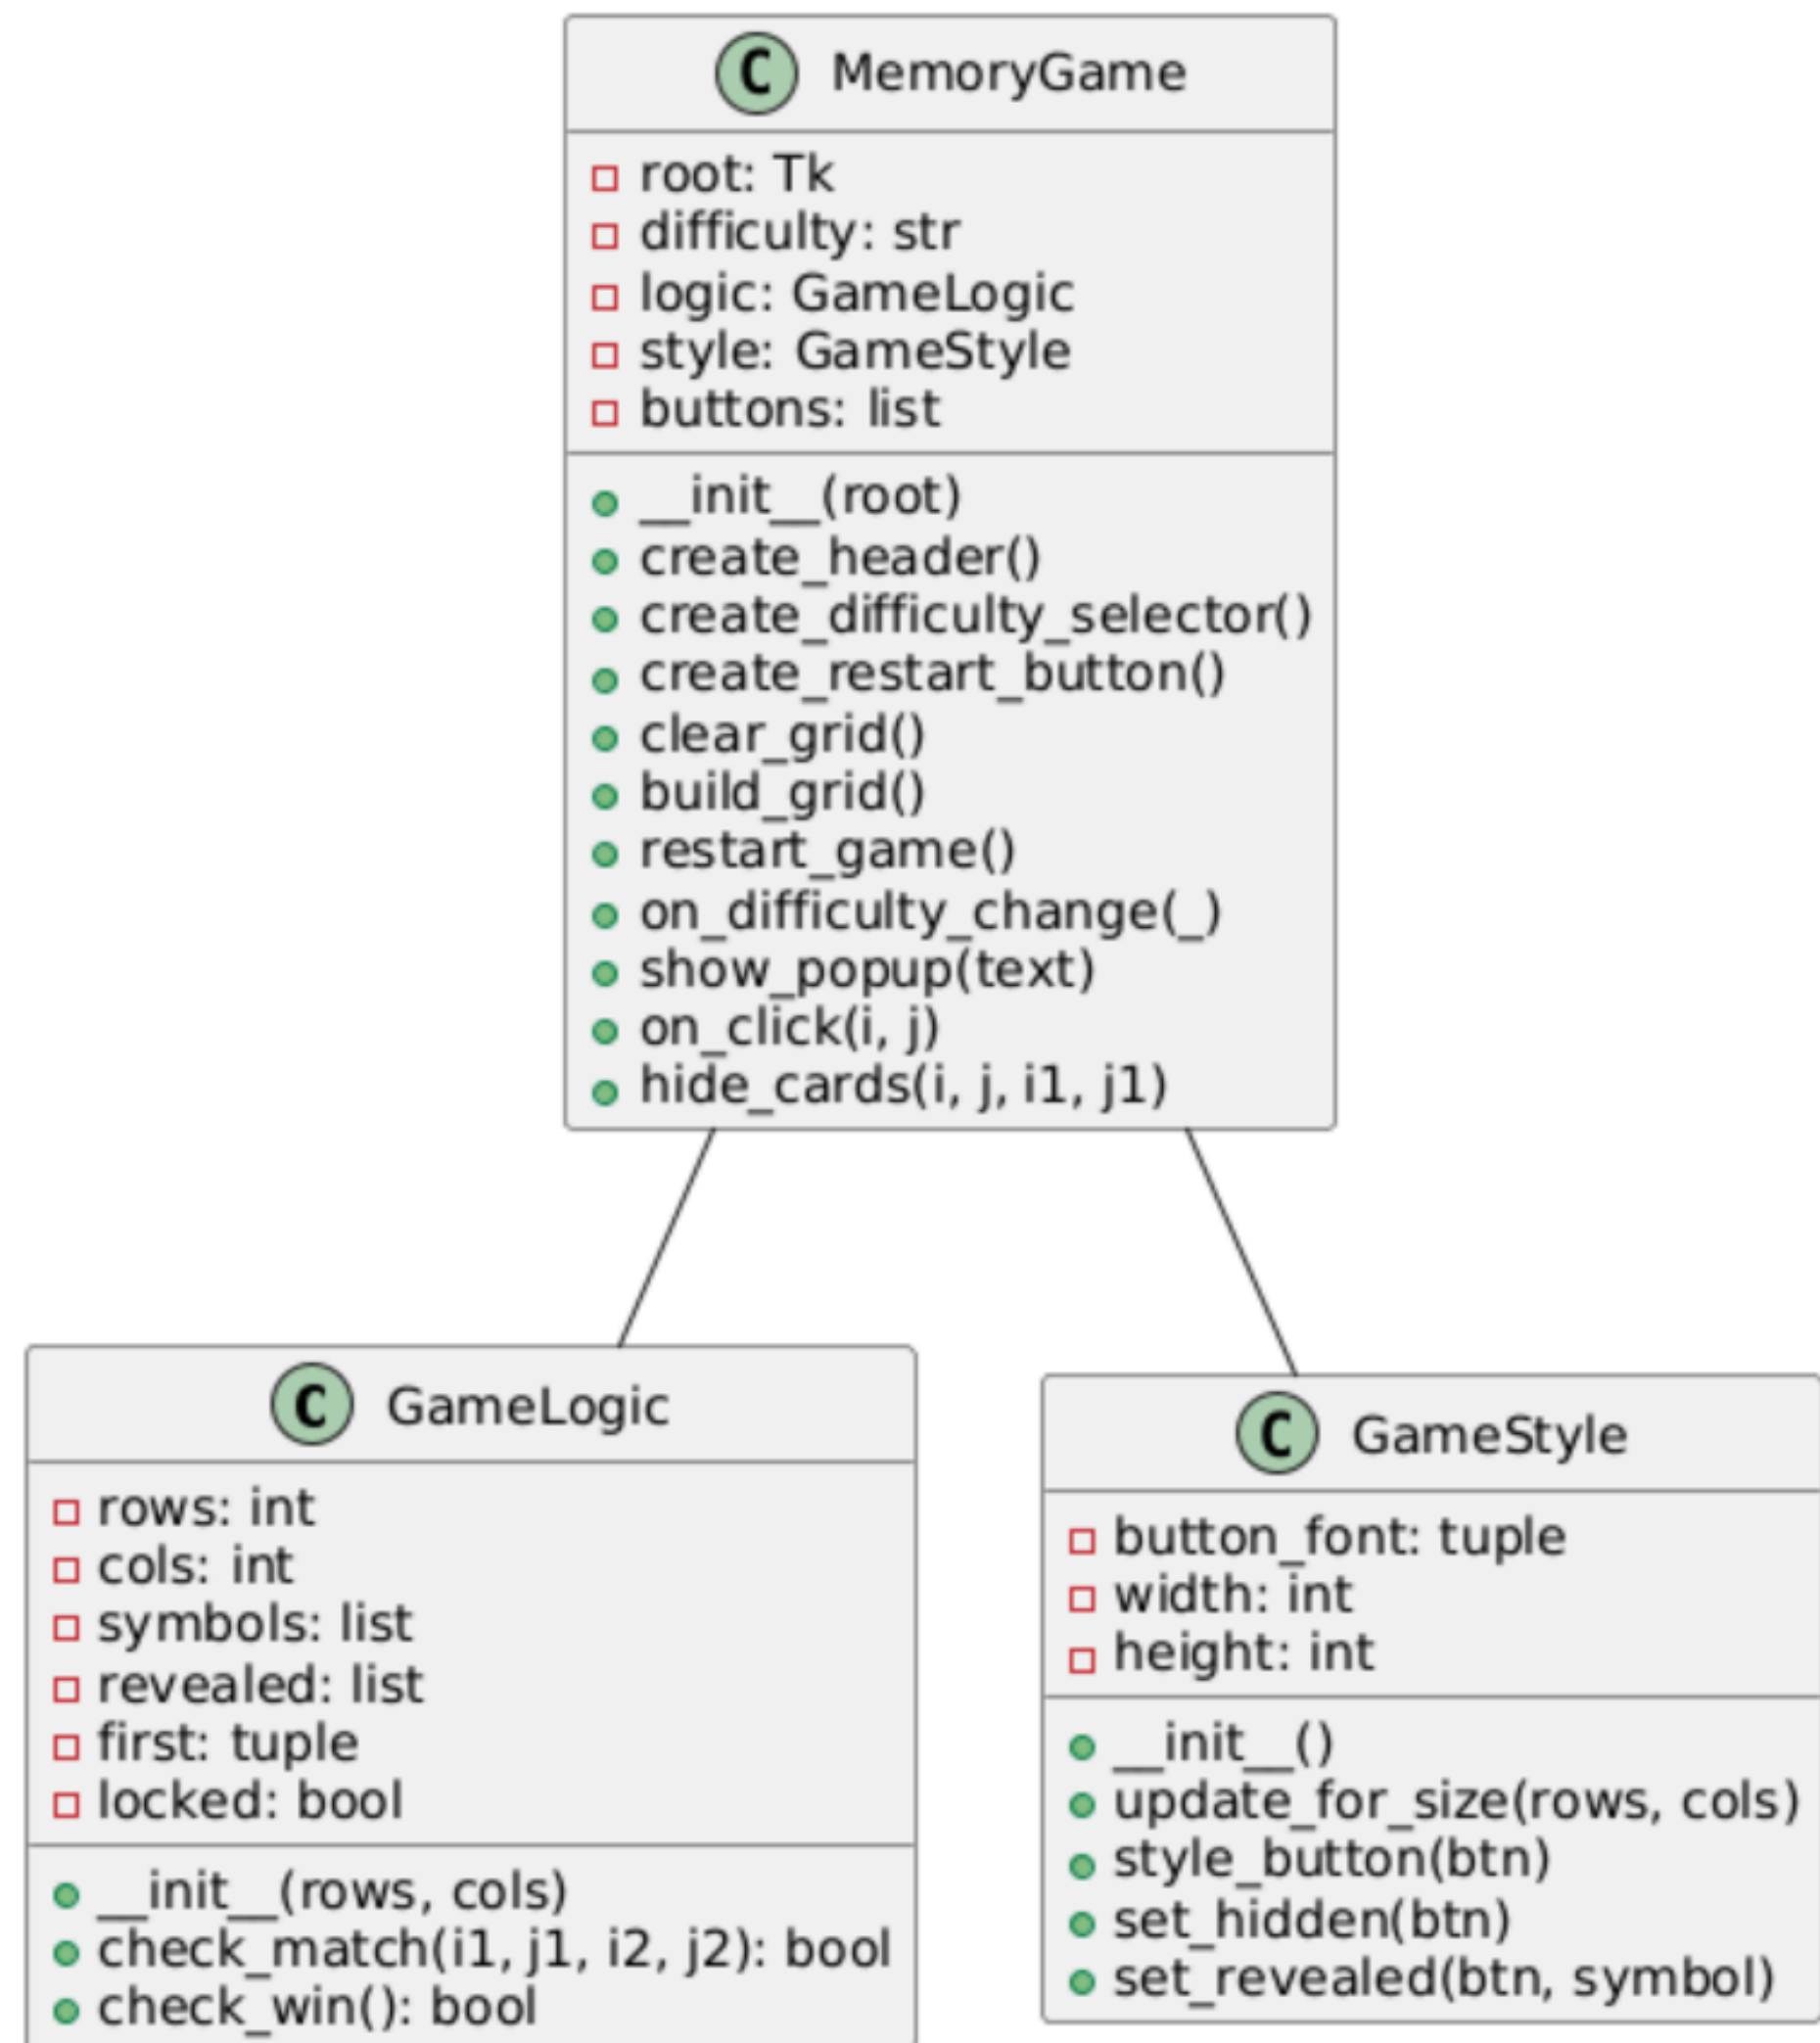 C MemoryGame
root: Tk
difficulty: str
logic: GameLogic
style: GameStyle
buttons: list
__init__(root)
create_header()
create_difficulty_selector()
create_restart_button()
clear_grid()
build_grid()
restart_game()
on_difficulty_change(_)
show_popup(text)
on_click(i, j)
hide_cards(i, j, i1, j1)
C GameLogic
rows: int
cols: int
symbols: list
revealed: list
first: tuple
locked: bool
__init__(rows, cols)
check_match(i1, j1, i2, j2): bool
check_win(): bool
C GameStyle
button_font: tuple
width: int
height: int
__init__()
update_for_size(rows, cols)
style_button(btn)
set_hidden(btn)
set_revealed(btn, symbol)